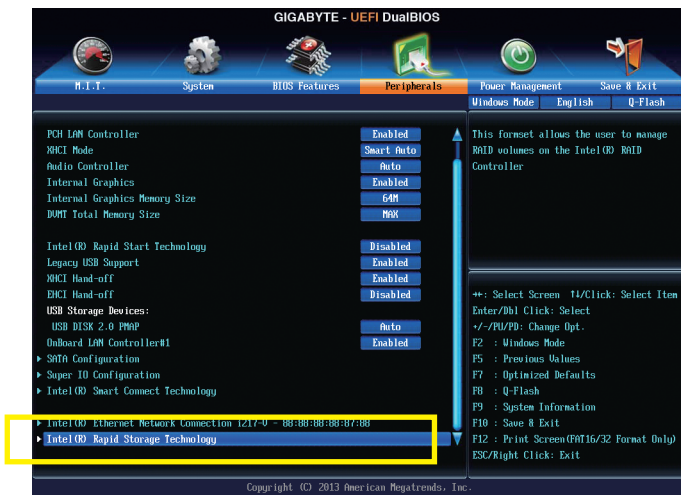 GIGABYTE - UEFI DualBIOS
M.I.T. System BIOS Features Peripherals Power Management Save & Exit
Windows Mode English Q-Flash
PCH LAN Controller Enabled
XHCI Mode Smart Auto
Audio Controller Auto
Internal Graphics Enabled
Internal Graphics Memory Size 64M
DVMT Total Memory Size MAX
Intel(R) Rapid Start Technology Disabled
Legacy USB Support Enabled
XHCI Hand-off Enabled
EHCI Hand-off Disabled
USB Storage Devices:
USB DISK 2.0 PMAP Auto
OnBoard LAN Controller#1 Enabled
SATA Configuration
Super IO Configuration
Intel(R) Smart Connect Technology
Intel(R) Ethernet Network Connection I217-V - 88:88:88:88:87:88
Intel(R) Rapid Storage Technology
This formset allows the user to manage
RAID volumes on the Intel(R) RAID
Controller
→←: Select Screen ↑↓/Click: Select Item
Enter/Dbl Click: Select
+/-/PU/PD: Change Opt.
F2 : Windows Mode
F5 : Previous Values
F7 : Optimized Defaults
F8 : Q-Flash
F9 : System Information
F10 : Save & Exit
F12 : Print Screen(FAT16/32 Format Only)
ESC/Right Click: Exit
Copyright (C) 2013 American Megatrends, Inc.